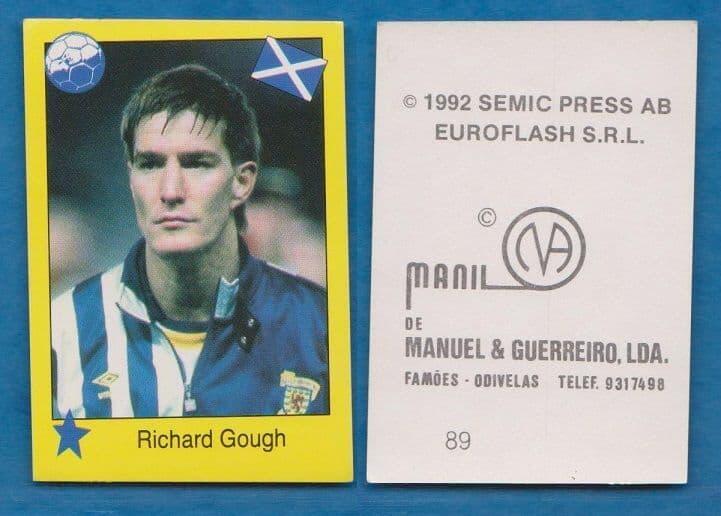 Richard Gough
© 1992 SEMIC PRESS AB
EUROFLASH S.R.L.
©
MANIL
DE
MANUEL & GUERREIRO, LDA.
FAMÕES - ODIVELAS TELEF. 9317498
89